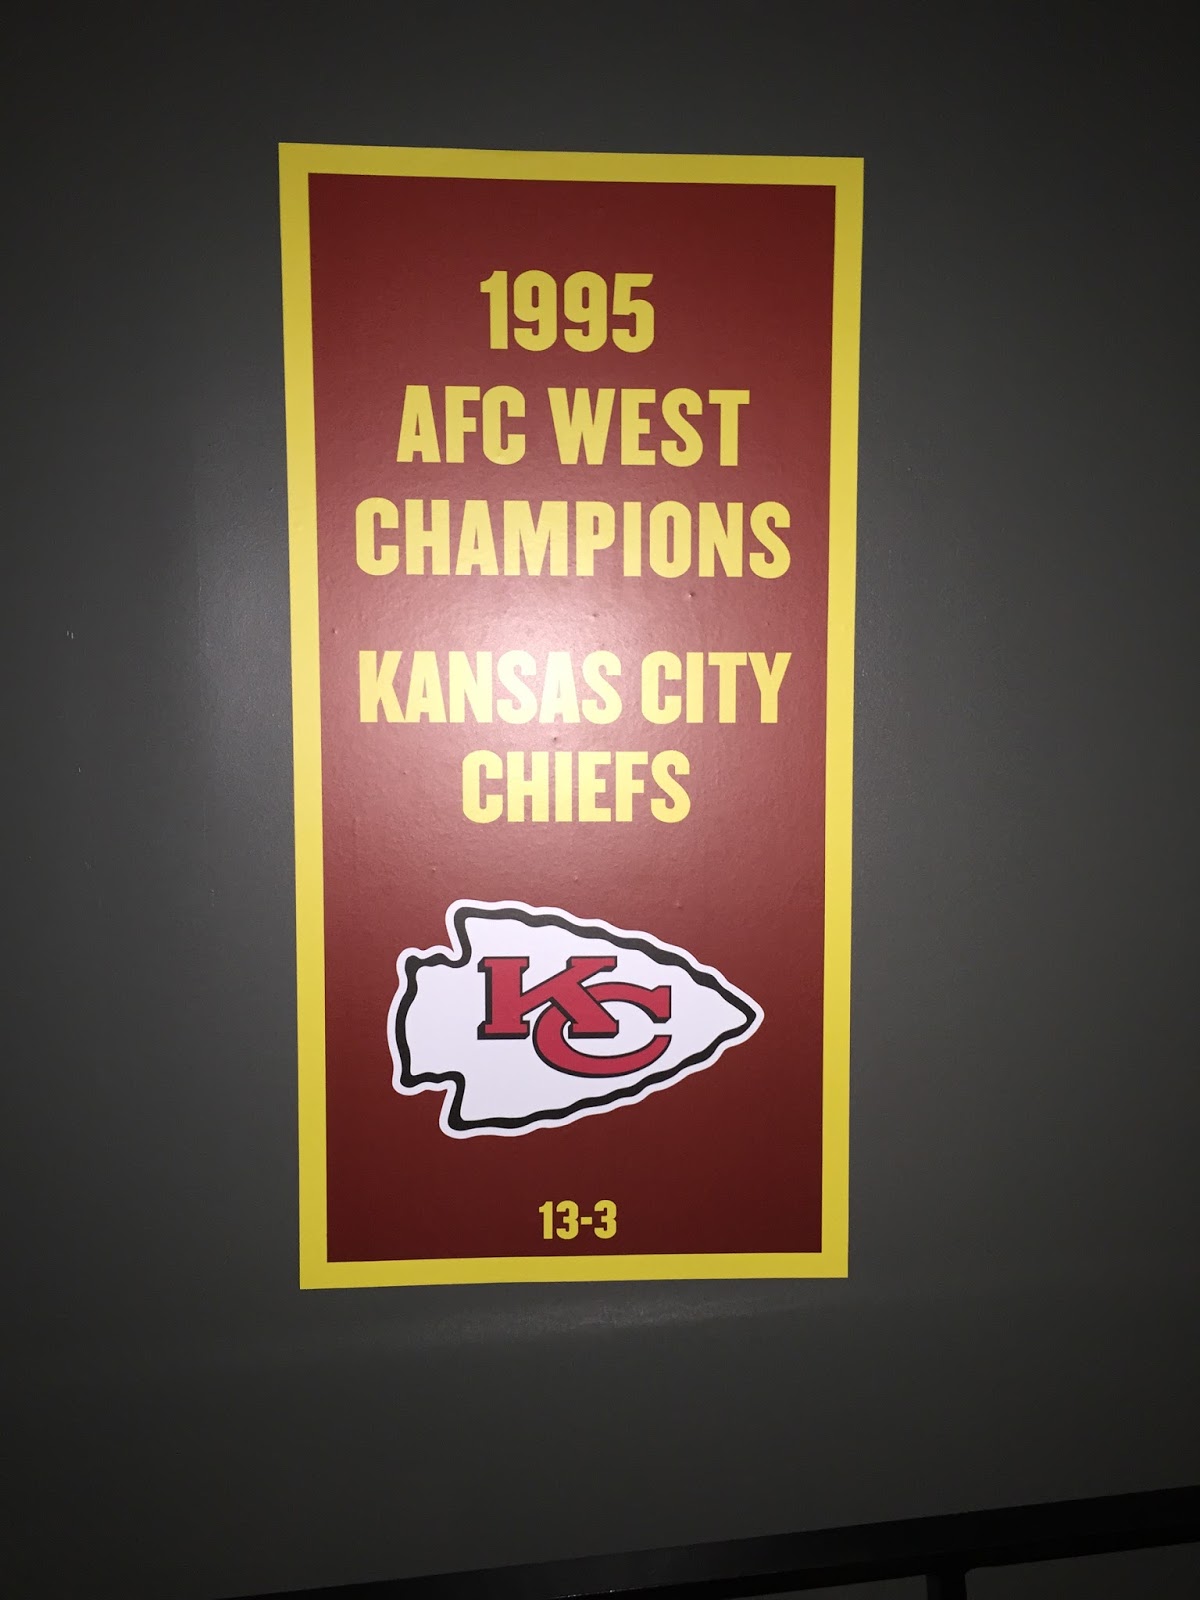 1995
AFC WEST
CHAMPIONS
KANSAS CITY
CHIEFS
KC
13-3